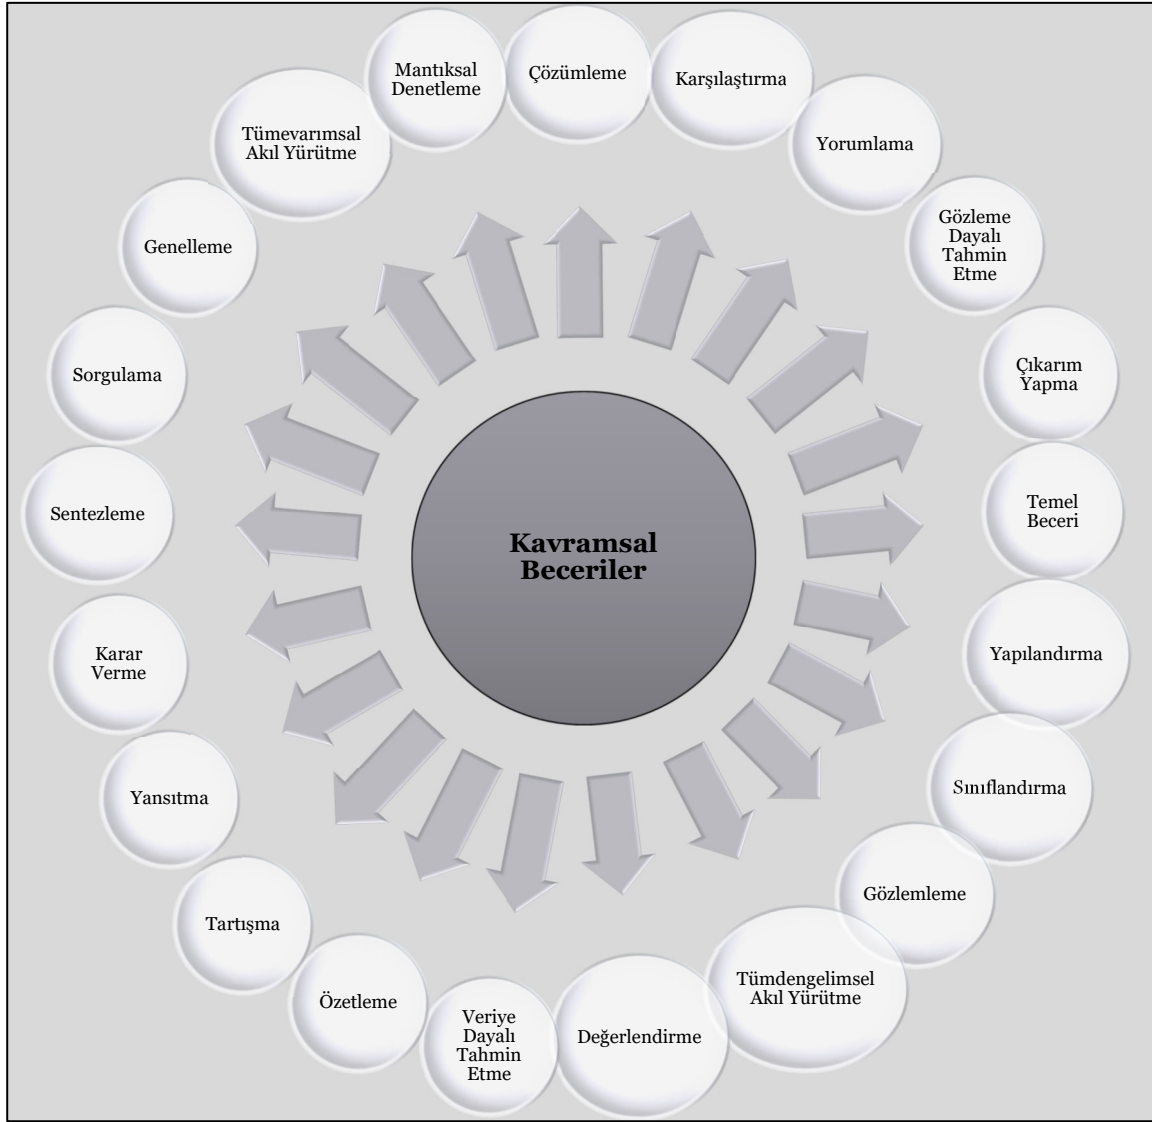 Çözümleme
Karşılaştırma
Yorumlama
Gözleme
Dayalı
Tahmin
Etme
Çıkarım
Yapma
Temel
Beceri
Yapılandırma
Sınıflandırma
Gözlemleme
Tümdengelimsel
Akıl Yürütme
Değerlendirme
Veriye
Dayalı
Tahmin
Etme
Özetleme
Tartışma
Yansıtma
Karar
Verme
Sentezleme
Sorgulama
Genelleme
Tümevarımsal
Akıl Yürütme
Mantıksal
Denetleme
Kavramsal
Beceriler